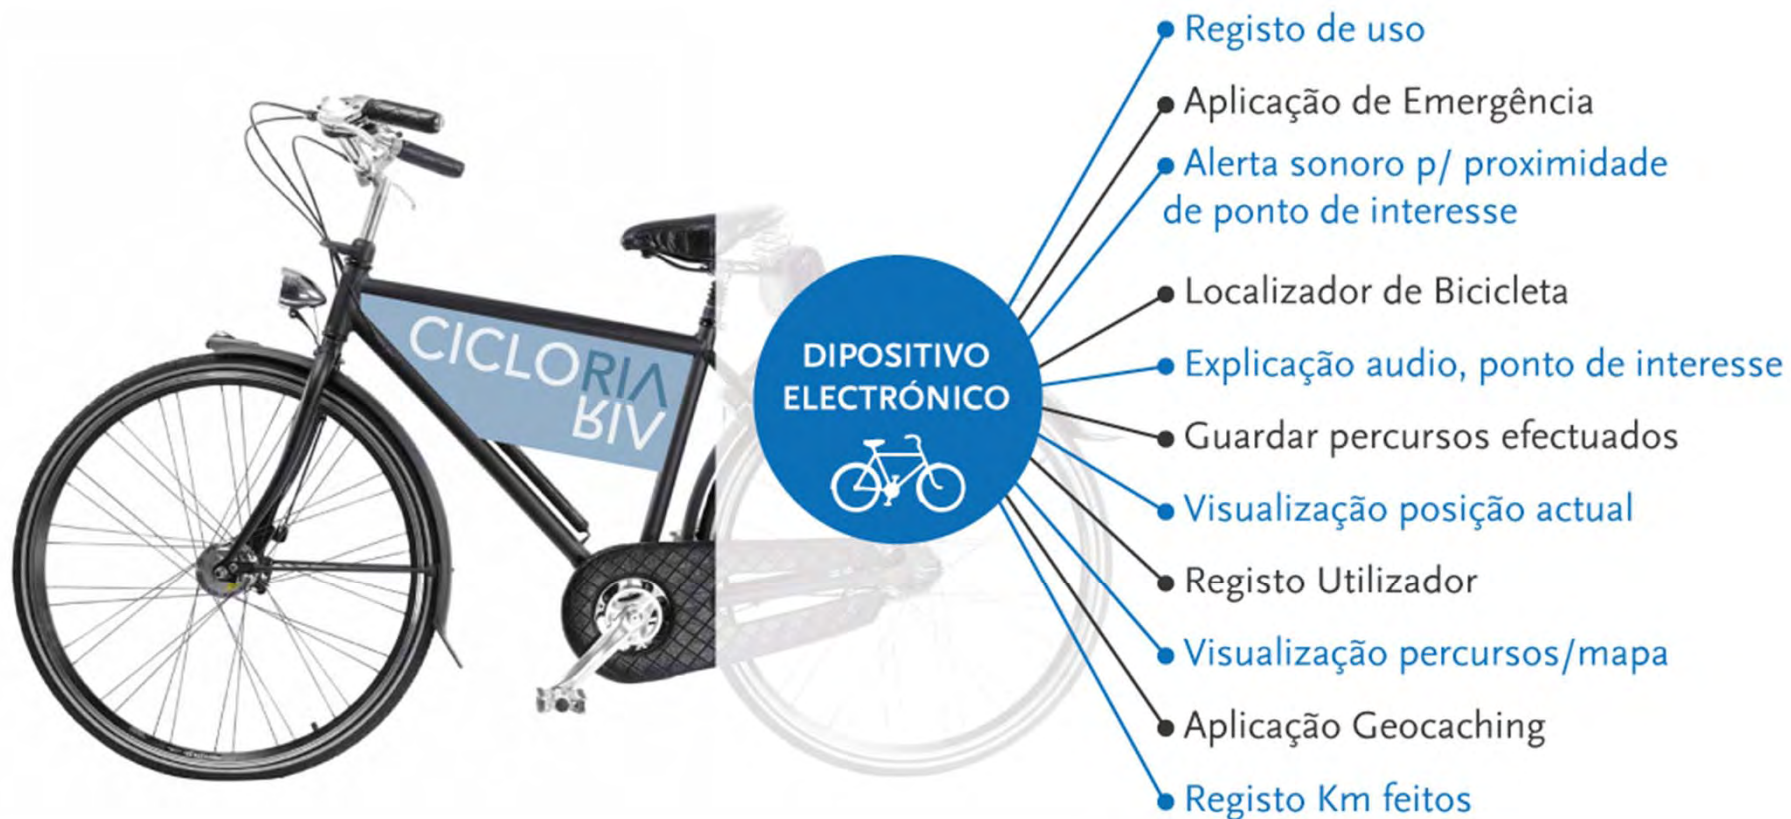 CICLORIA
RIA
DIPOSITIVO
ELECTRÓNICO
Registo de uso
Aplicação de Emergência
Alerta sonoro p/ proximidade
de ponto de interesse
Localizador de Bicicleta
Explicação audio, ponto de interesse
Guardar percursos efectuados
Visualização posição actual
Registo Utilizador
Visualização percursos/mapa
Aplicação Geocaching
Registo Km feitos